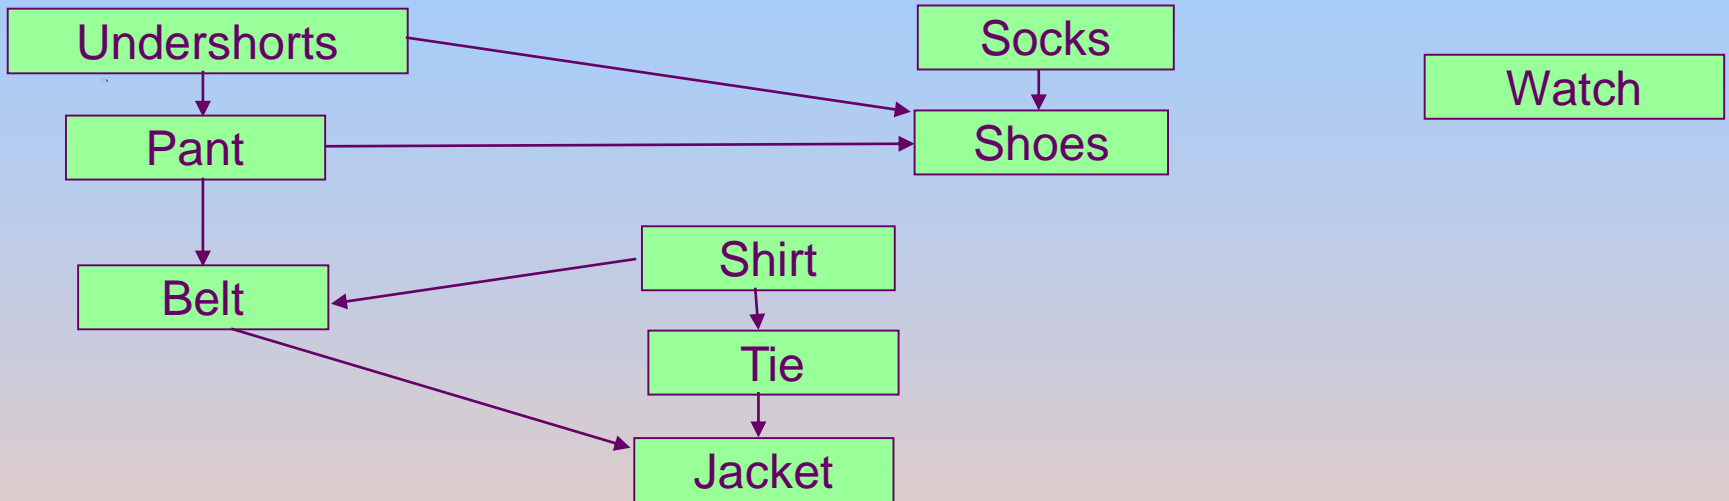 Undershorts
Socks
Watch
Pant
Shoes
Shirt
Belt
Tie
Jacket